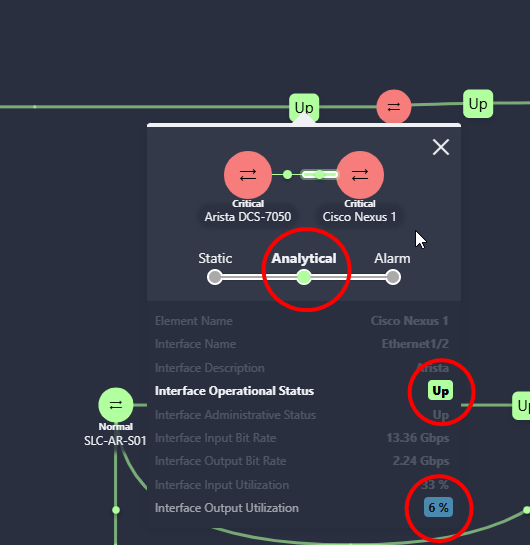 Up
Up
Critical
Critical
Arista DCS-7050
Cisco Nexus 1
Static
Analytical
Alarm
Element Name Cisco Nexus 1
Interface Name Ethernet1/2
Interface Description Arista
Interface Operational Status Up
Normal
SLC-AR-S01
Up
Interface Administrative Status Up
Interface Input Bit Rate 13.36 Gbps
Interface Output Bit Rate 2.24 Gbps
Interface Input Utilization 33 %
Interface Output Utilization 6 %